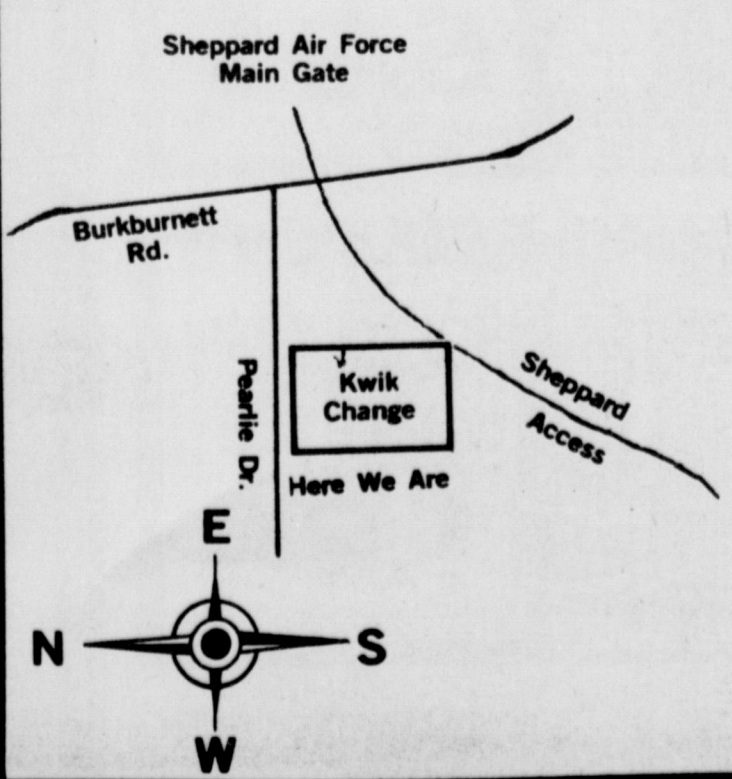 Sheppard Air Force
Main Gate
Burkburnett
Rd.
Pearlie Dr.
Kwik
Change
Sheppard
Access
Here We Are
E
N
S
W